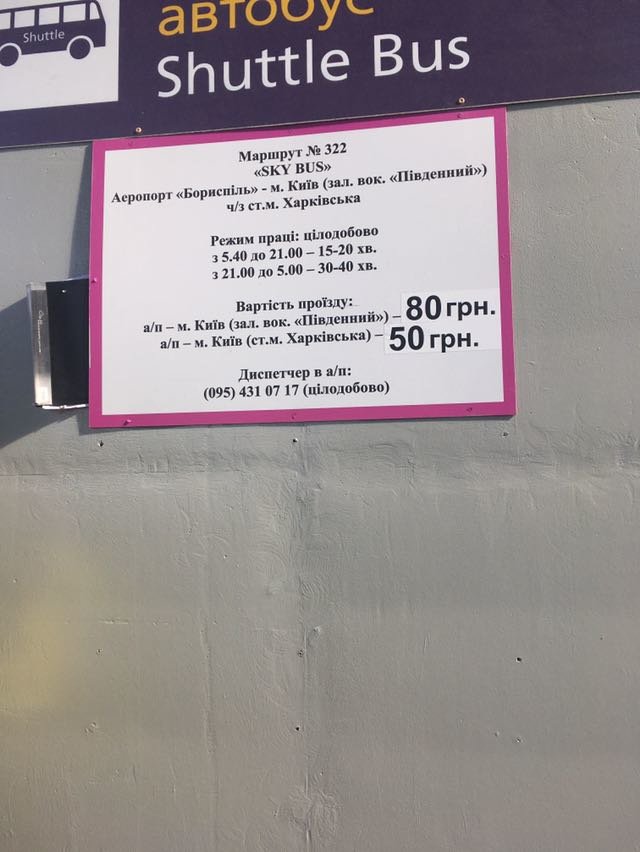 Shuttle
автобус
Shuttle Bus
Маршрут № 322
«SKY BUS»
Аеропорт «Бориспіль» - м. Київ (зал. вок. «Південний»)
ч/з ст.м. Харківська
Режим праці: цілодобово
з 5.40 до 21.00 – 15-20 хв.
з 21.00 до 5.00 – 30-40 хв.
Вартість проїзду:
а/п – м. Київ (зал. вок. «Південний») – 80 грн.
а/п – м. Київ (ст.м. Харківська) – 50 грн.
Диспетчер в а/п:
(095) 431 07 17 (цілодобово)